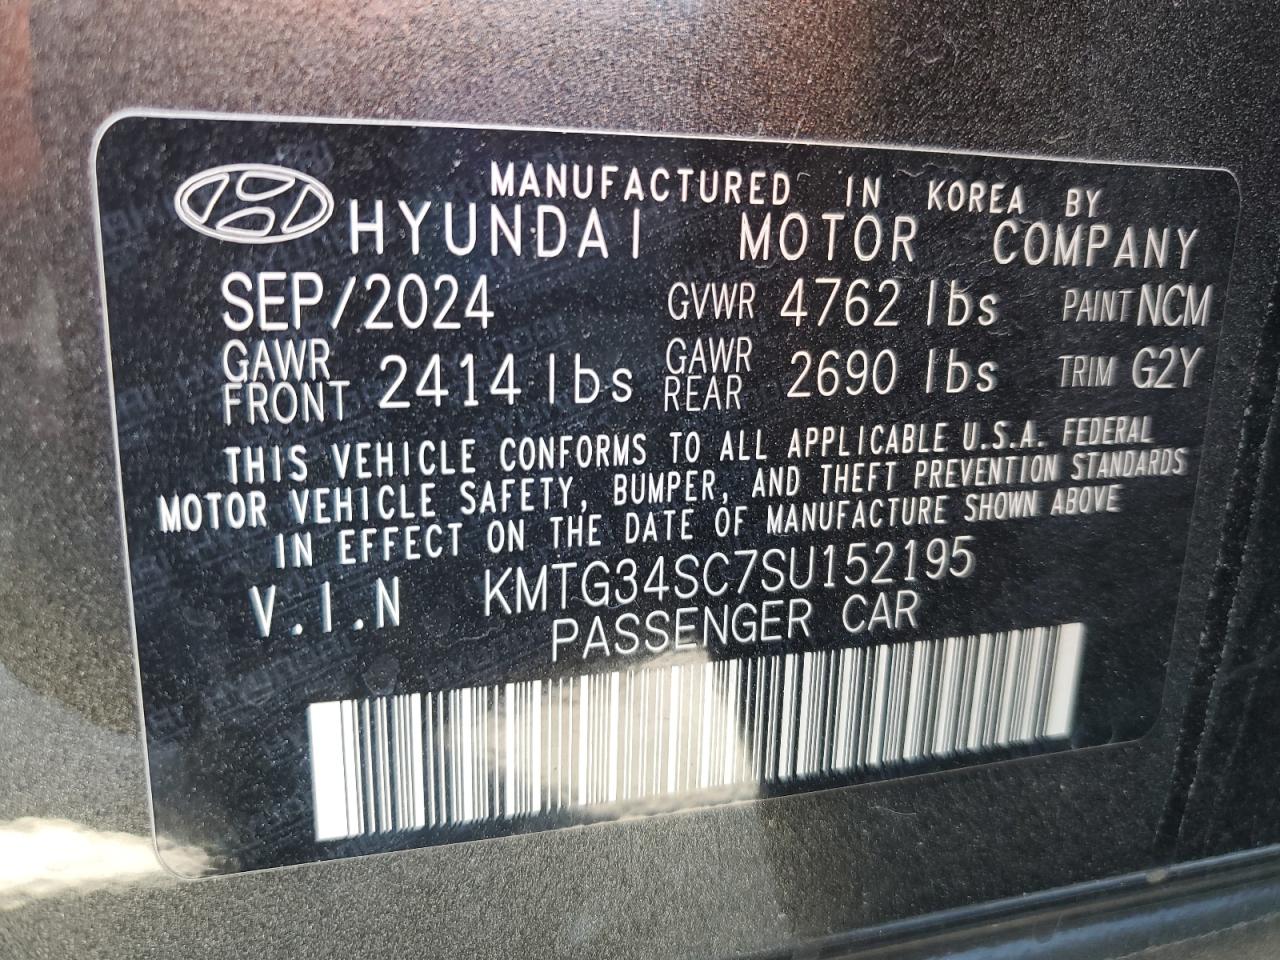 MANUFACTURED IN KOREA BY
HYUNDAI MOTOR COMPANY
SEP/2024 GVWR 4762 lbs PAINT NCM
GAWR FRONT 2414 lbs GAWR REAR 2690 lbs TRIM G2Y
THIS VEHICLE CONFORMS TO ALL APPLICABLE U.S.A. FEDERAL
MOTOR VEHICLE SAFETY, BUMPER, AND THEFT PREVENTION STANDARDS
IN EFFECT ON THE DATE OF MANUFACTURE SHOWN ABOVE
V.I.N KMTG34SC7SU152195
PASSENGER CAR